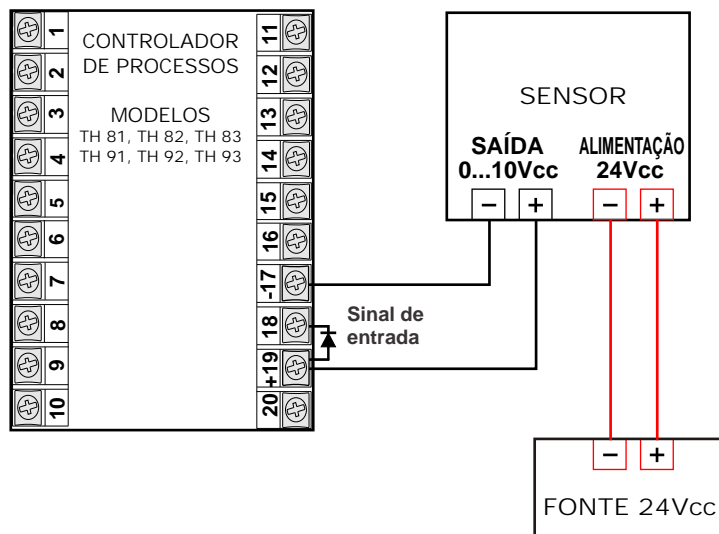 CONTROLADOR
DE PROCESSOS
MODELOS
TH 81, TH 82, TH 83
TH 91, TH 92, TH 93
1
2
3
4
5
6
7
8
9
10
11
12
13
14
15
16
-17
18
+19
20
Sinal de
entrada
SENSOR
SAÍDA
0...10Vcc
ALIMENTAÇÃO
24Vcc
− +
− +
− +
FONTE 24Vcc